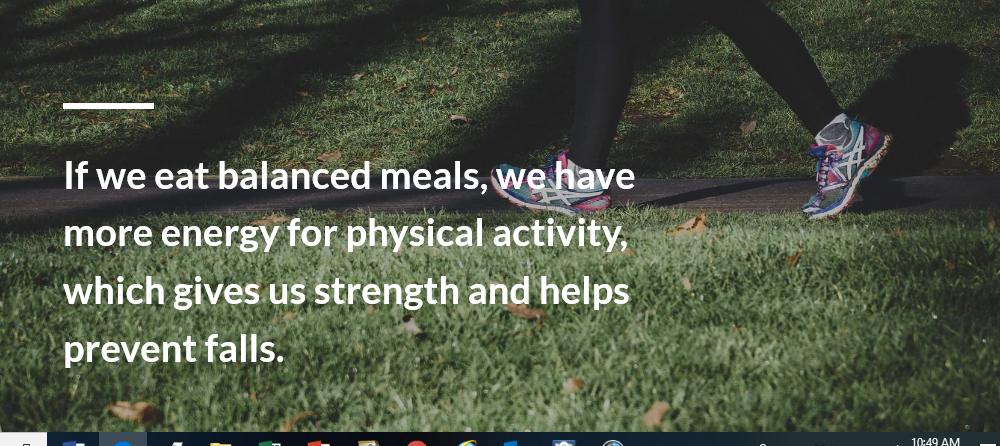 If we eat balanced meals, we have
more energy for physical activity,
which gives us strength and helps
prevent falls.
10:49 AM